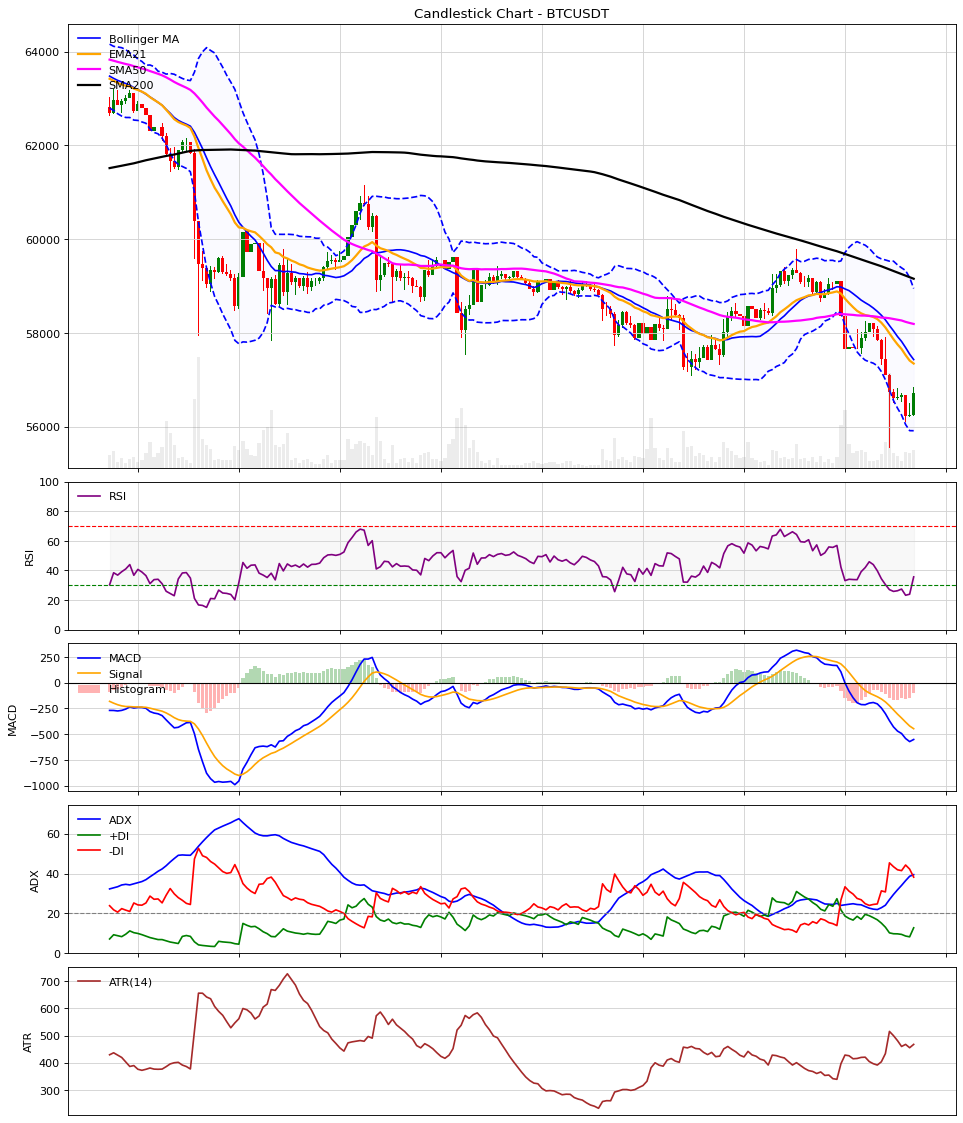 Candlestick Chart - BTCUSDT
64000
62000
60000
58000
56000
Bollinger MA
EMA21
SMA50
SMA200
100
80
60
40
20
0
RSI
RSI
250
0
−250
−500
−750
−1000
MACD
MACD
Signal
Histogram
60
40
20
0
ADX
ADX
+DI
-DI
700
600
500
400
300
ATR
ATR(14)